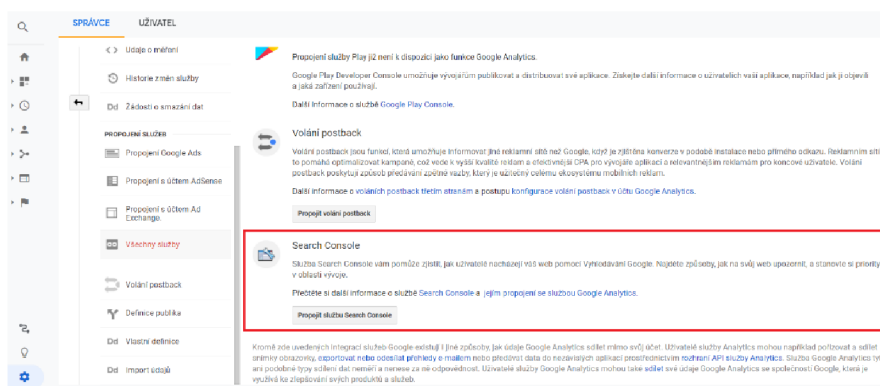 SPRÁVCE UŽIVATEL
Údaje o měření
Historie změn služby
Dd Žádosti o smazání dat
PROPOJENÍ SLUŽEB
Propojení Google Ads
Propojení s účtem AdSense
Propojení s účtem Ad
Exchange
Všechny služby
Volání postback
Definice publika
Dd Vlastní definice
Dd Import údajů
Propojení služby Play již není k dispozici jako funkce Google Analytics.
Google Play Developer Console umožňuje vývojářům publikovat a distribuovat své aplikace. Získejte další informace o uživatelích vaší aplikace, například jak ji objevili
a jaká zařízení používají.
Další informace o službě Google Play Console.
Volání postback
Volání postback jsou funkcí, která umožňuje informovat jiné reklamní sítě než Google, když je zjištěna konverze v podobě instalace nebo přímého odkazu. Reklamním sítí
to pomáhá optimalizovat kampaně, což vede k vyšší kvalitě reklam a efektivnější CPA pro vývojáře aplikací a relevantnějším reklamám pro koncové uživatele. Volání
postback poskytují způsob předávání zpětné vazby, který je užitečný celému ekosystému mobilních reklam.
Další informace o voláních postback třetím stranám a postupu konfigurace volání postback v účtu Google Analytics.
Propojit volání postback
Search Console
Služba Search Console vám pomůže zjistit, jak uživatelé nacházejí váš web pomocí Vyhledávání Google. Najděte způsoby, jak na svůj web upozornit, a stanovte si priority
v oblasti vývoje.
Přečtěte si další informace o službě Search Console a jejím propojení se službou Google Analytics.
Propojit službu Search Console
Kromě zde uvedených integrací služeb Google existují i jiné způsoby, jak údaje Google Analytics sdílet mimo svůj účet. Uživatelé služby Analytics mohou například pořizovat a sdílet
snímky obrazovky, exportovat nebo odesílat přehledy e-mailem nebo předávat data do nezávislých aplikací prostřednictvím rozhraní API služby Analytics. Služba Google Analytics tyt
ani podobné typy sdílení dat neměří a nenese za ně odpovědnost. Uživatelé služby Google Analytics mohou také sdílet své údaje Google Analytics se společností Google, která je
využívá ke zlepšování svých produktů a služeb.